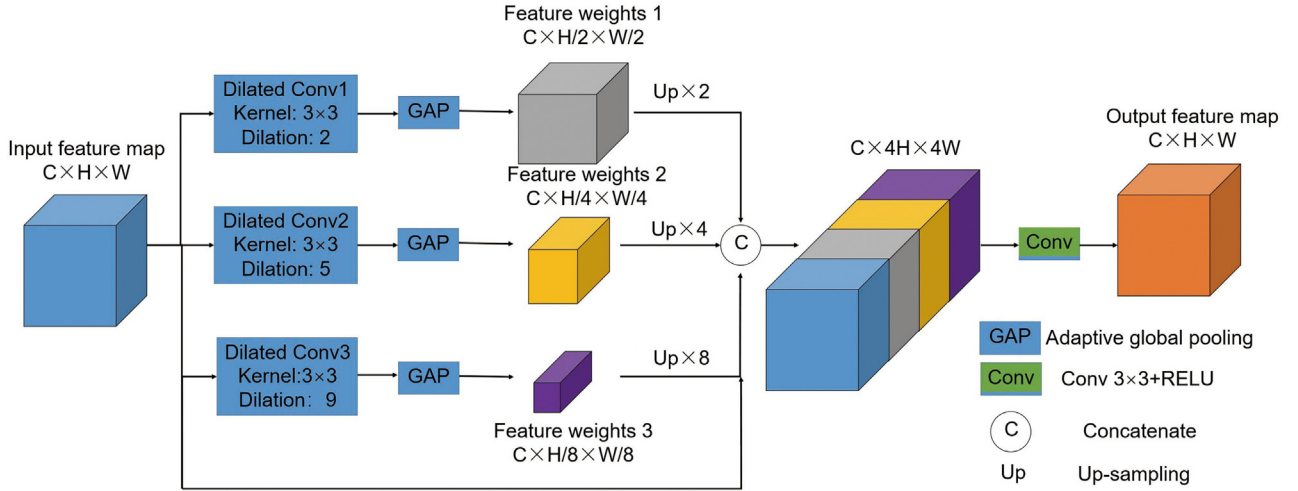 Input feature map
C×H×W
Dilated Conv1
Kernel: 3×3
Dilation: 2
GAP
Feature weights 1
C×H/2×W/2
Up×2
Dilated Conv2
Kernel: 3×3
Dilation: 5
GAP
Feature weights 2
C×H/4×W/4
Up×4
Dilated Conv3
Kernel:3×3
Dilation: 9
GAP
Feature weights 3
C×H/8×W/8
Up×8
C
C×4H×4W
Conv
Output feature map
C×H×W
GAP Adaptive global pooling
Conv Conv 3×3+RELU
C Concatenate
Up Up-sampling